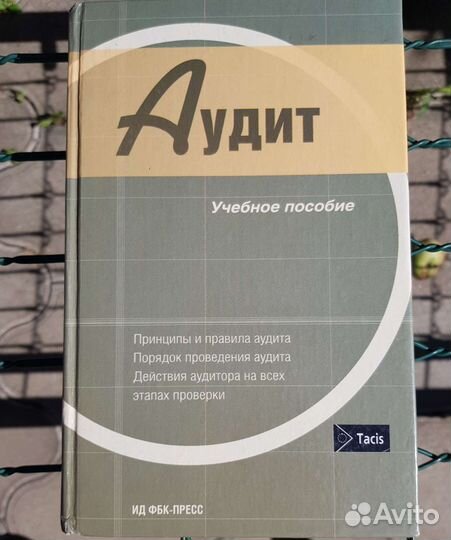 Аудит
Учебное пособие
Принципы и правила аудита
Порядок проведения аудита
Действия аудитора на всех
этапах проверки
Tacis
ИД ФБК-ПРЕСС
Avito